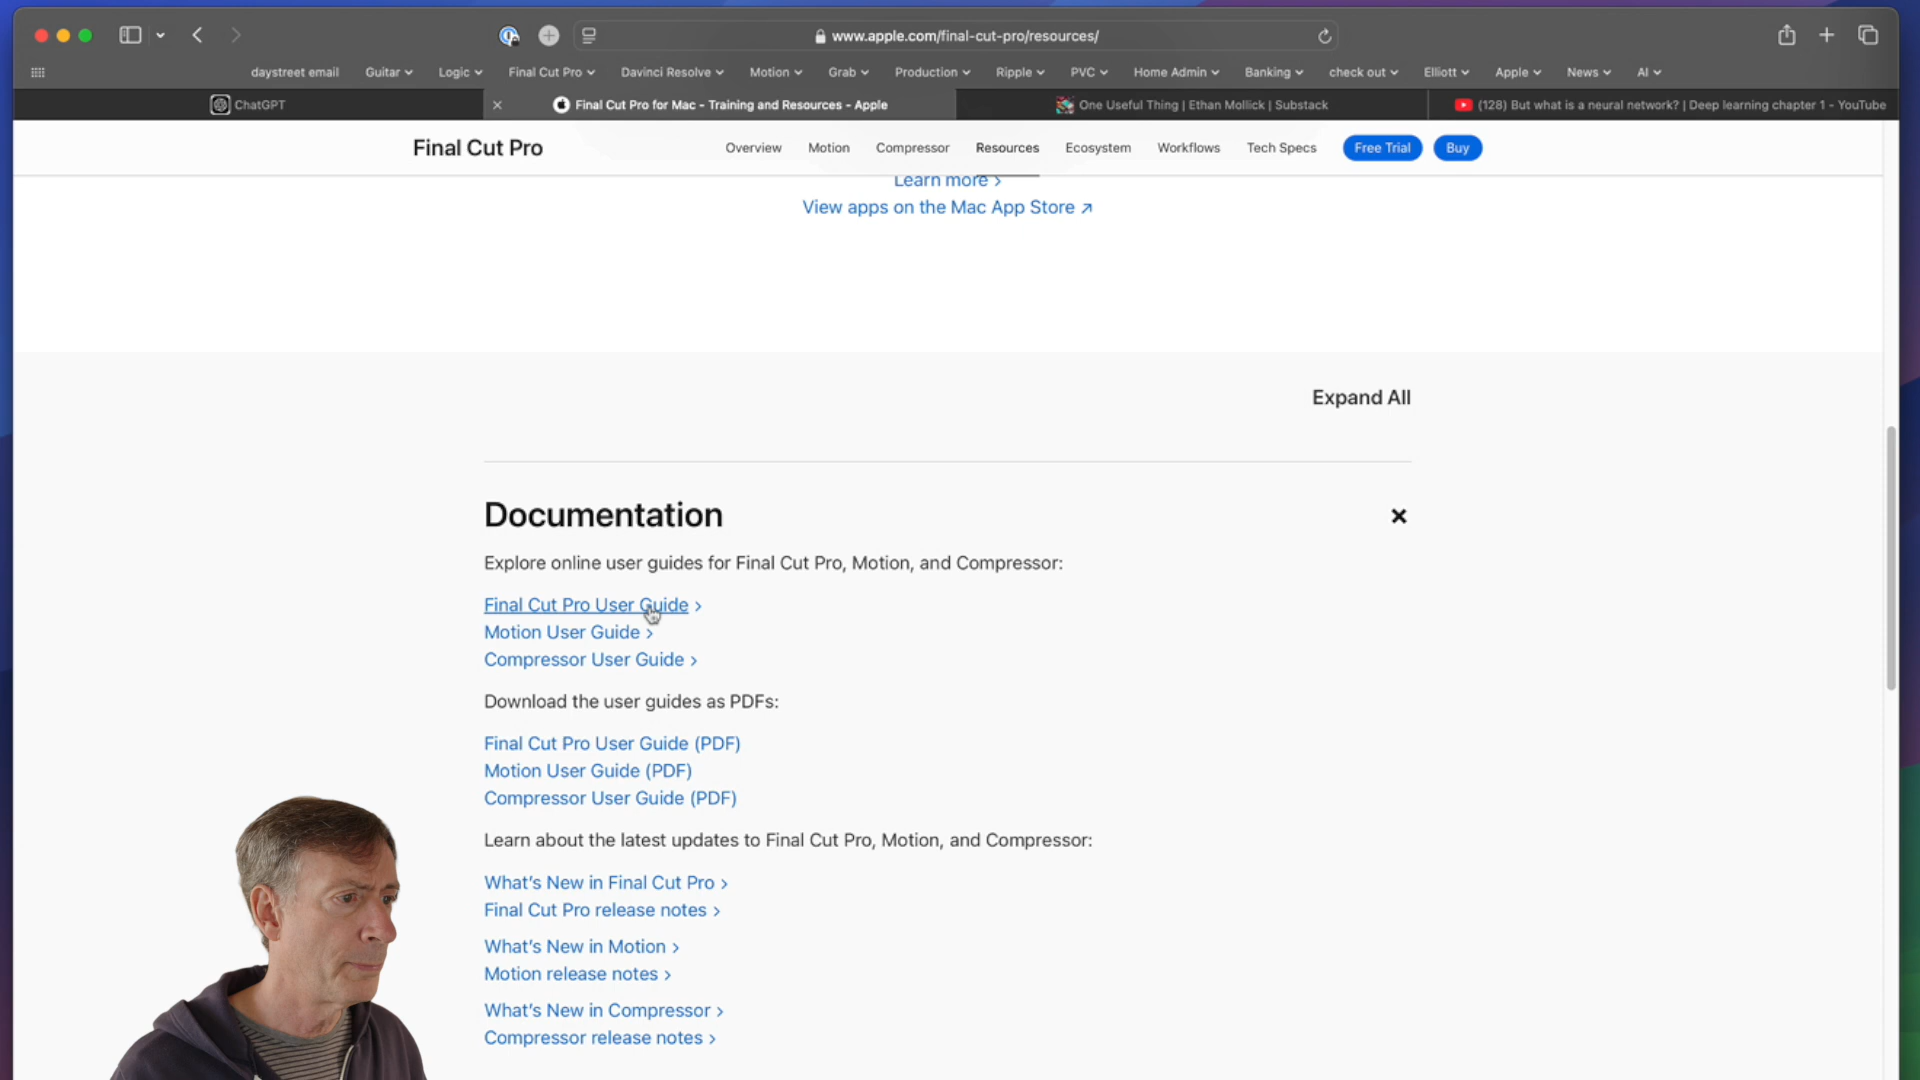 www.apple.com/final-cut-pro/resources/
daystreet email Guitar Logic Final Cut Pro Davinci Resolve Motion Grab Production Ripple PVC Home Admin Banking check out Elliott Apple News AI
ChatGPT
Final Cut Pro for Mac - Training and Resources - Apple
One Useful Thing | Ethan Mollick | Substack
(128) But what is a neural network? | Deep learning chapter 1 - YouTube
Final Cut Pro
Overview Motion Compressor Resources Ecosystem Workflows Tech Specs Free Trial Buy
Learn more >
View apps on the Mac App Store ↗
Expand All
Documentation
Explore online user guides for Final Cut Pro, Motion, and Compressor:
Final Cut Pro User Guide >
Motion User Guide >
Compressor User Guide >
Download the user guides as PDFs:
Final Cut Pro User Guide (PDF)
Motion User Guide (PDF)
Compressor User Guide (PDF)
Learn about the latest updates to Final Cut Pro, Motion, and Compressor:
What's New in Final Cut Pro >
Final Cut Pro release notes >
What's New in Motion >
Motion release notes >
What's New in Compressor >
Compressor release notes >